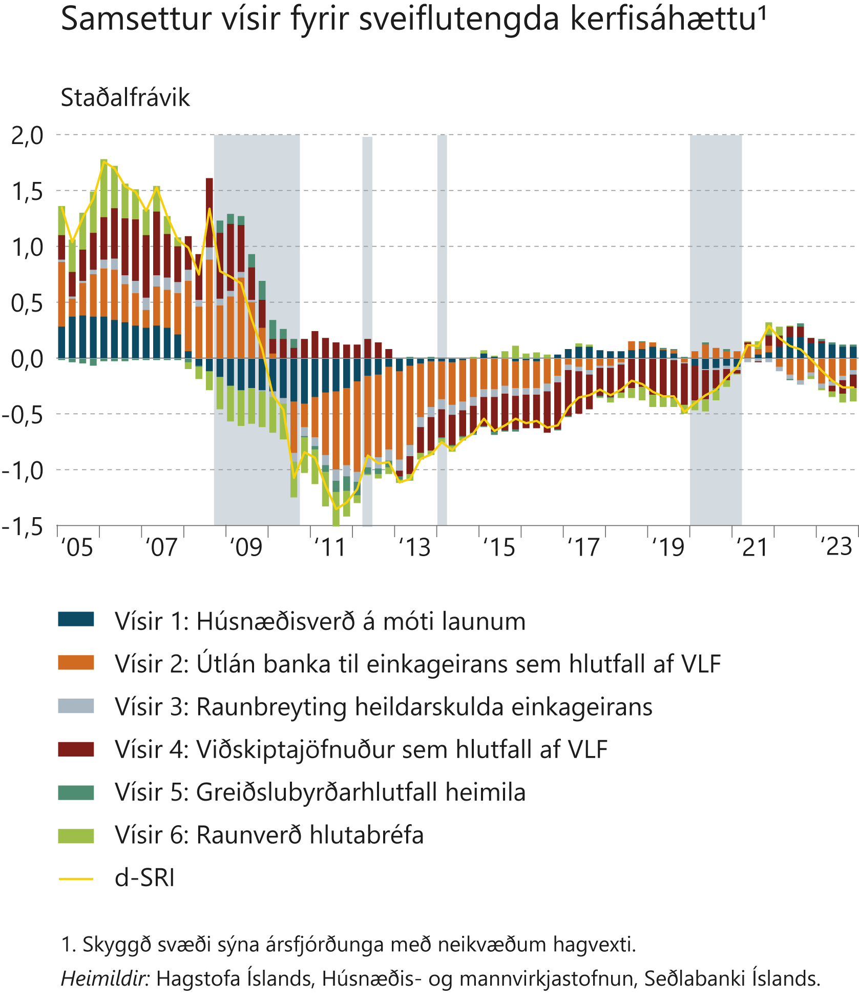 Samsettur vísir fyrir sveiflutengda kerfisáhættu¹
Staðalfrávik
2,0
1,5
1,0
0,5
0,0
-0,5
-1,0
-1,5
‘05 ‘07 ‘09 ‘11 ‘13 ‘15 ‘17 ‘19 ‘21 ‘23
Vísir 1: Húsnæðisverð á móti launum
Vísir 2: Útlán banka til einkageirans sem hlutfall af VLF
Vísir 3: Raunbreyting heildarskulda einkageirans
Vísir 4: Viðskiptajöfnuður sem hlutfall af VLF
Vísir 5: Greiðslubyrðarhlutfall heimila
Vísir 6: Raunverð hlutabréfa
d-SRI
1. Skyggð svæði sýna ársfjórðunga með neikvæðum hagvexti.
Heimildir: Hagstofa Íslands, Húsnæðis- og mannvirkjastofnun, Seðlabanki Íslands.